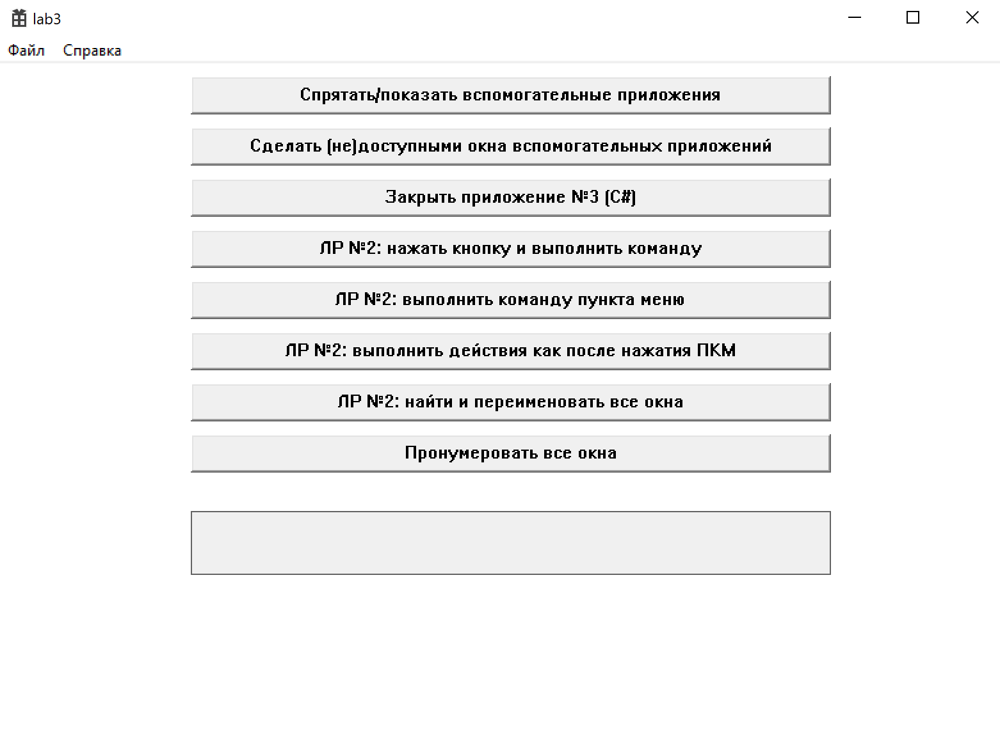 lab3
Файл Справка
Спрятать/показать вспомогательные приложения
Сделать (не)доступными окна вспомогательных приложений
Закрыть приложение №3 (C#)
ЛР №2: нажать кнопку и выполнить команду
ЛР №2: выполнить команду пункта меню
ЛР №2: выполнить действия как после нажатия ПКМ
ЛР №2: найти и переименовать все окна
Пронумеровать все окна